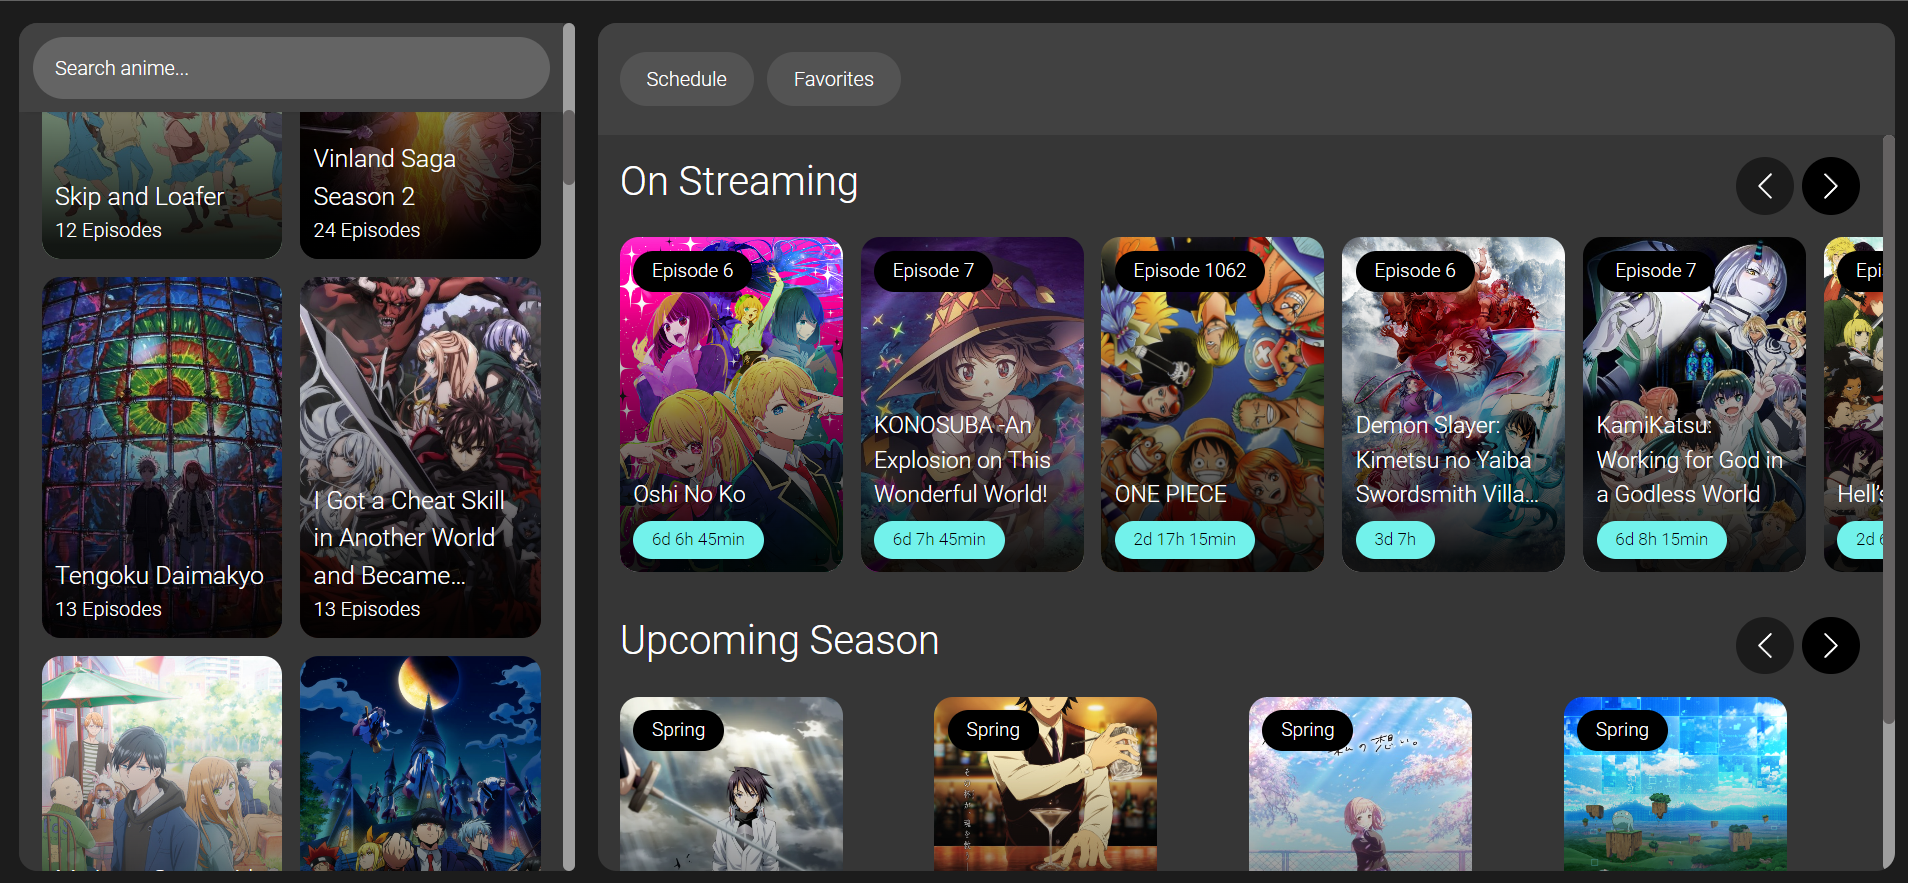 Search anime...
Skip and Loafer
12 Episodes
Vinland Saga
Season 2
24 Episodes
Tengoku Daimakyo
13 Episodes
I Got a Cheat Skill
in Another World
and Became...
13 Episodes
Schedule
Favorites
On Streaming
Episode 6
Oshi No Ko
6d 6h 45min
Episode 7
KONOSUBA -An
Explosion on This
Wonderful World!
6d 7h 45min
Episode 1062
ONE PIECE
2d 17h 15min
Episode 6
Demon Slayer:
Kimetsu no Yaiba
Swordsmith Villa...
3d 7h
Episode 7
KamiKatsu:
Working for God in
a Godless World
6d 8h 15min
Epi
Hell's
2d
Upcoming Season
Spring
Spring
Spring
Spring